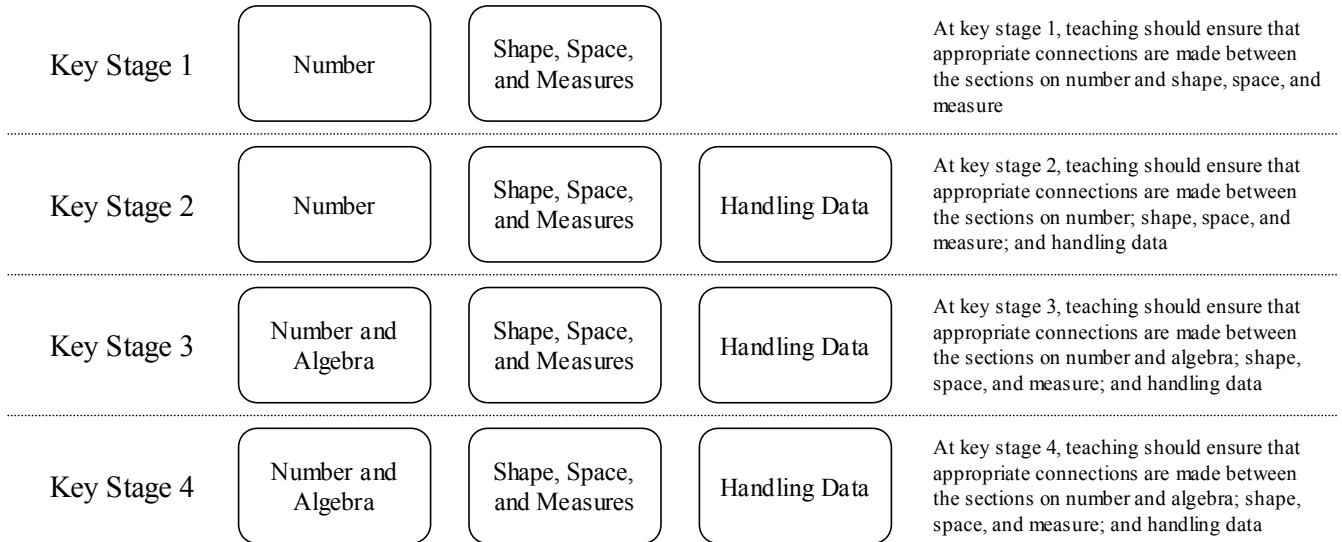 Key Stage 1
Number
Shape, Space,
and Measures
At key stage 1, teaching should ensure that
appropriate connections are made between
the sections on number and shape, space, and
measure
Key Stage 2
Number
Shape, Space,
and Measures
Handling Data
At key stage 2, teaching should ensure that
appropriate connections are made between
the sections on number; shape, space, and
measure; and handling data
Key Stage 3
Number and
Algebra
Shape, Space,
and Measures
Handling Data
At key stage 3, teaching should ensure that
appropriate connections are made between
the sections on number and algebra; shape,
space, and measure; and handling data
Key Stage 4
Number and
Algebra
Shape, Space,
and Measures
Handling Data
At key stage 4, teaching should ensure that
appropriate connections are made between
the sections on number and algebra; shape,
space, and measure; and handling data